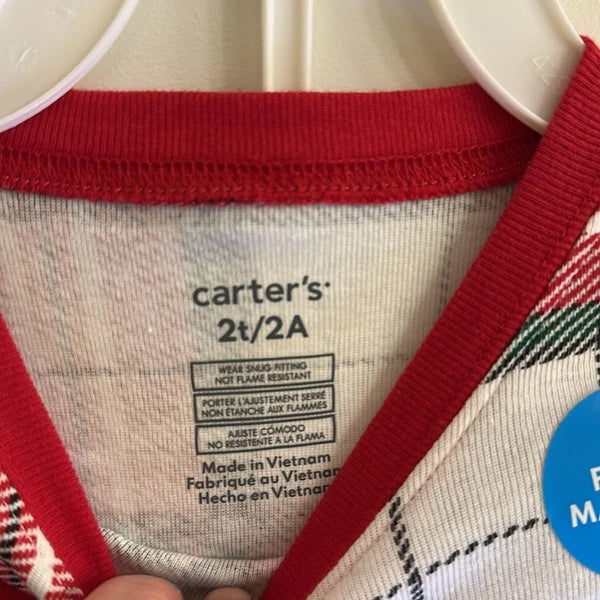 carter's
2t/2A
WEAR SNUG FITTING
NOT FLAME RESISTANT
PORTER L'AJUSTEMENT SERRÉ
NON ÉTANCHE AUX FLAMMES
AJUSTE CÓMODO
NO RESISTENTE A LA FLAMA
Made in Vietnam
Fabriqué au Vietnam
Hecho en Vietnam